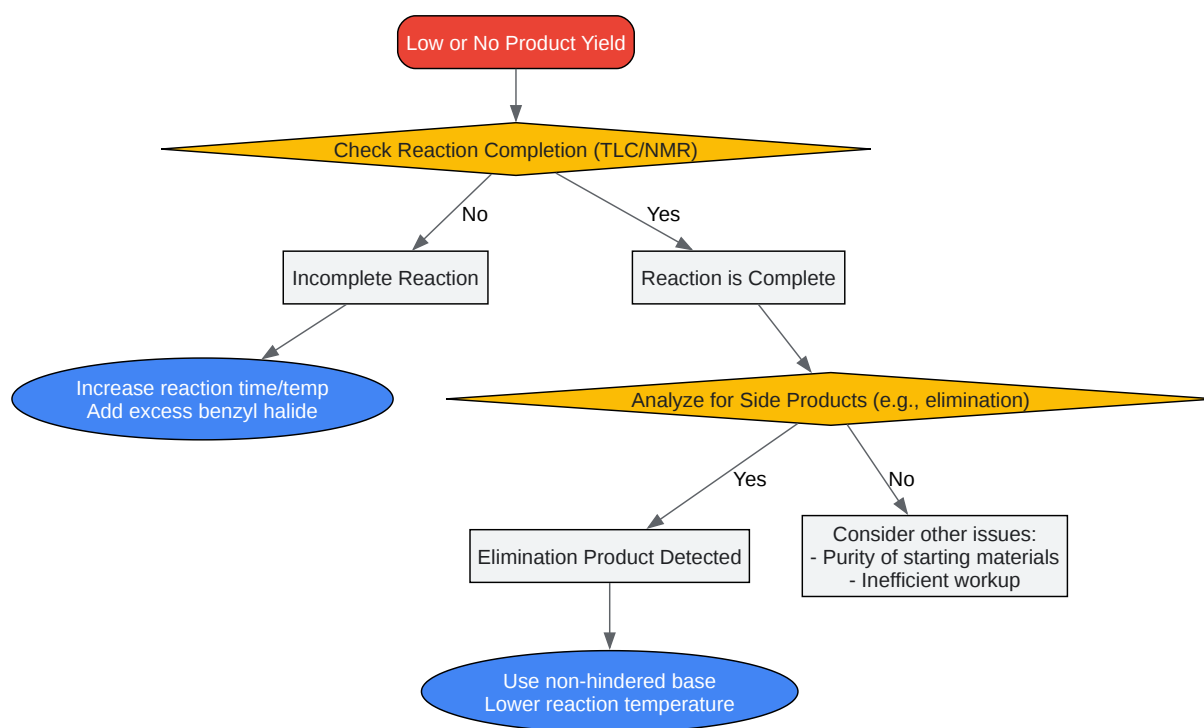 Low or No Product Yield
Check Reaction Completion (TLC/NMR)
No
Yes
Incomplete Reaction
Reaction is Complete
Increase reaction time/temp
Add excess benzyl halide
Analyze for Side Products (e.g., elimination)
Yes
No
Elimination Product Detected
Consider other issues:
- Purity of starting materials
- Inefficient workup
Use non-hindered base
Lower reaction temperature